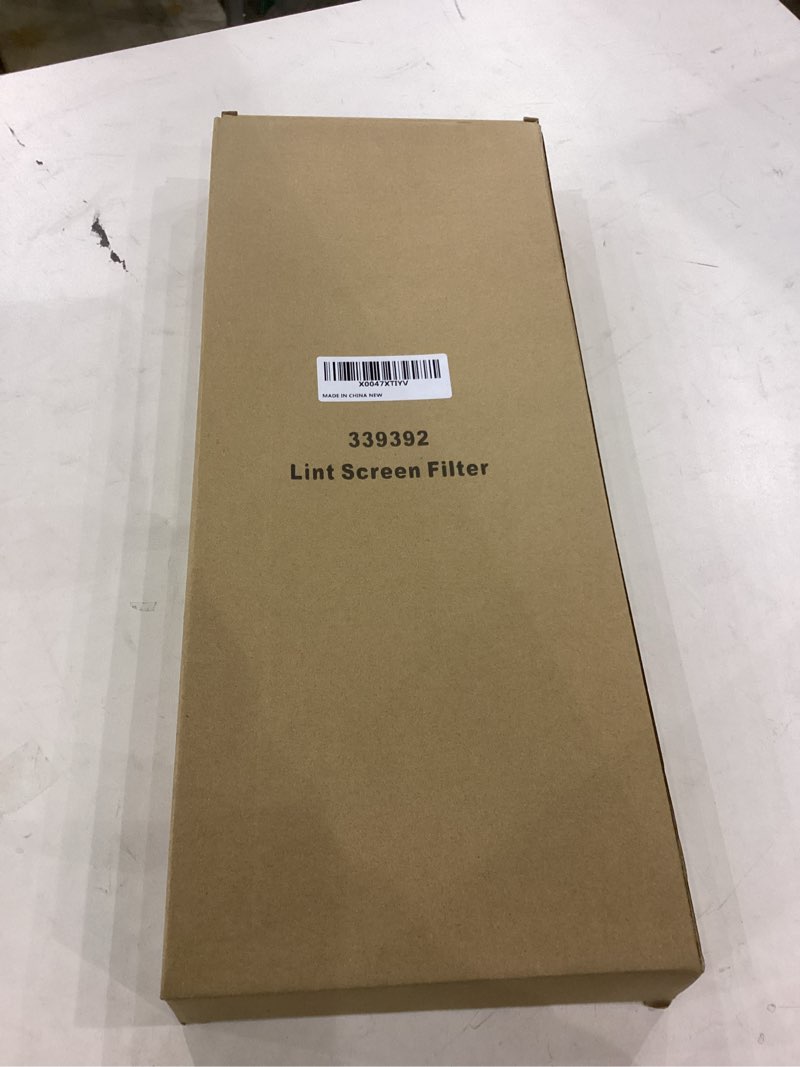 X0047XTIYV
MADE IN CHINA NEW
339392
Lint Screen Filter